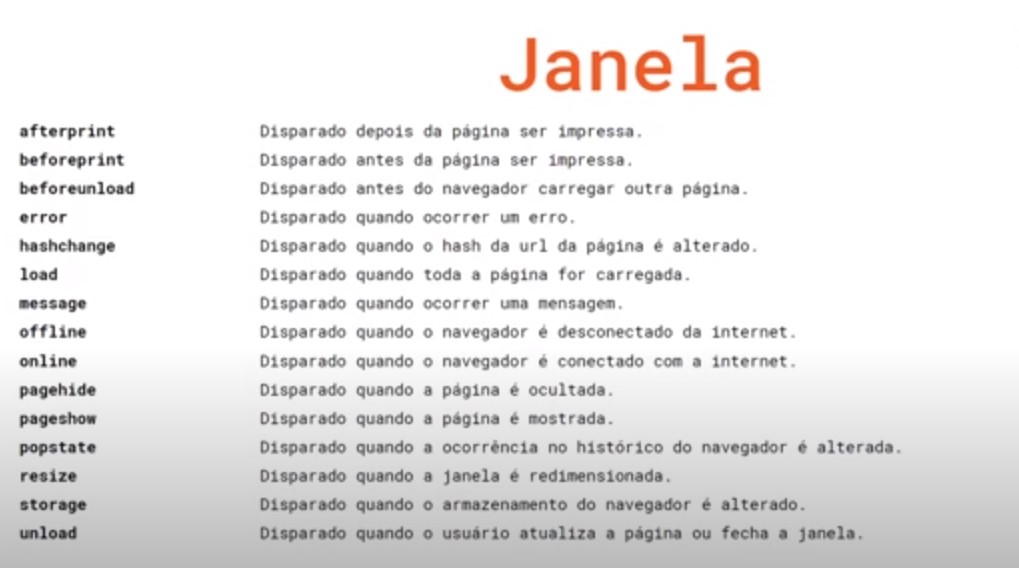 Janela
afterprint Disparado depois da página ser impressa.
beforeprint Disparado antes da página ser impressa.
beforeunload Disparado antes do navegador carregar outra página.
error Disparado quando ocorrer um erro.
hashchange Disparado quando o hash da url da página é alterado.
load Disparado quando toda a página for carregada.
message Disparado quando ocorrer uma mensagem.
offline Disparado quando o navegador é desconectado da internet.
online Disparado quando o navegador é conectado com a internet.
pagehide Disparado quando a página é ocultada.
pageshow Disparado quando a página é mostrada.
popstate Disparado quando a ocorrência no histórico do navegador é alterada.
resize Disparado quando a janela é redimensionada.
storage Disparado quando o armazenamento do navegador é alterado.
unload Disparado quando o usuário atualiza a página ou fecha a janela.